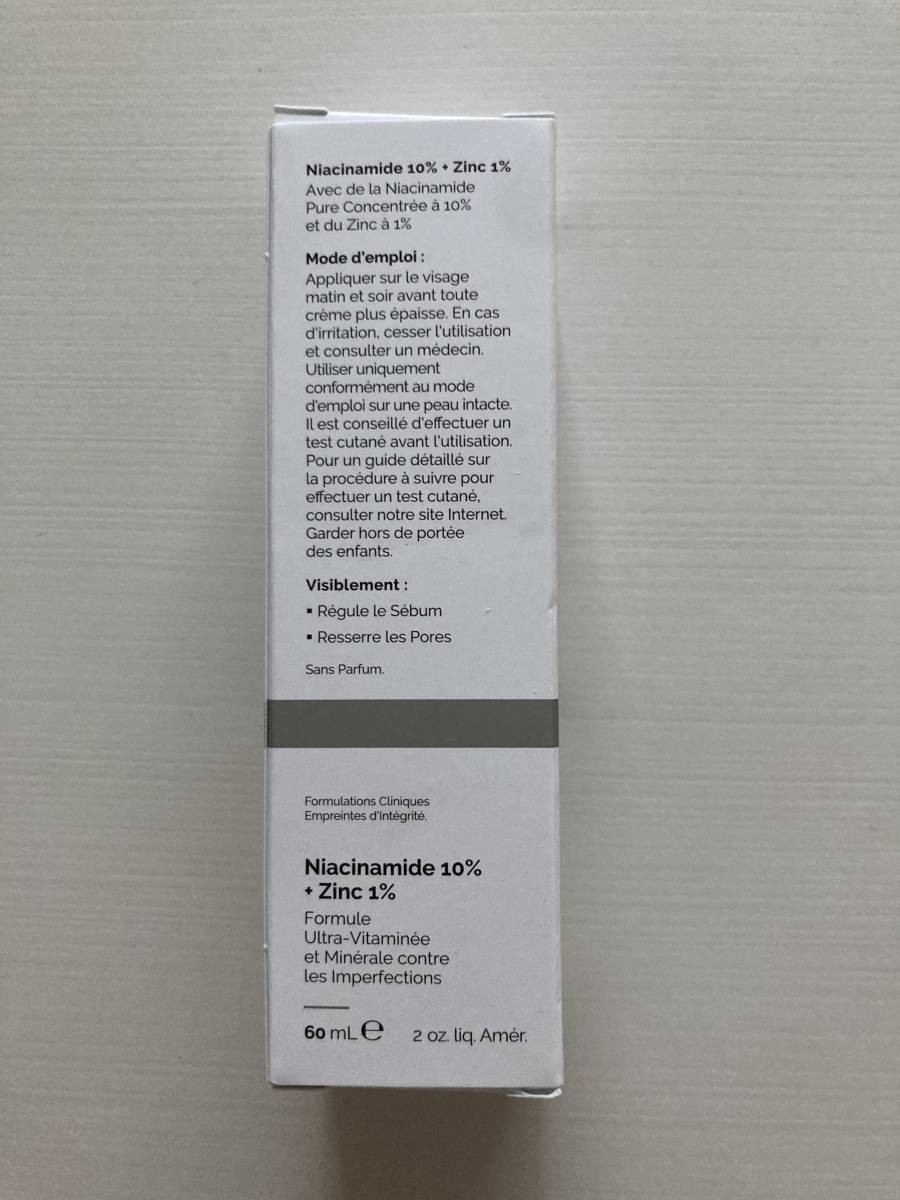 Niacinamide 10% + Zinc 1%
Avec de la Niacinamide
Pure Concentrée à 10%
et du Zinc à 1%
Mode d'emploi :
Appliquer sur le visage
matin et soir avant toute
crème plus épaisse. En cas
d'irritation, cesser l'utilisation
et consulter un médecin.
Utiliser uniquement
conformément au mode
d'emploi sur une peau intacte.
Il est conseillé d'effectuer un
test cutané avant l'utilisation.
Pour un guide détaillé sur
la procédure à suivre pour
effectuer un test cutané,
consulter notre site Internet.
Garder hors de portée
des enfants.
Visiblement :
▪ Régule le Sébum
▪ Resserre les Pores
Sans Parfum.
Formulations Cliniques
Empreintes d'Intégrité.
Niacinamide 10%
+ Zinc 1%
Formule
Ultra-Vitaminée
et Minérale contre
les Imperfections
60 mL ℮ 2 oz. liq. Amér.